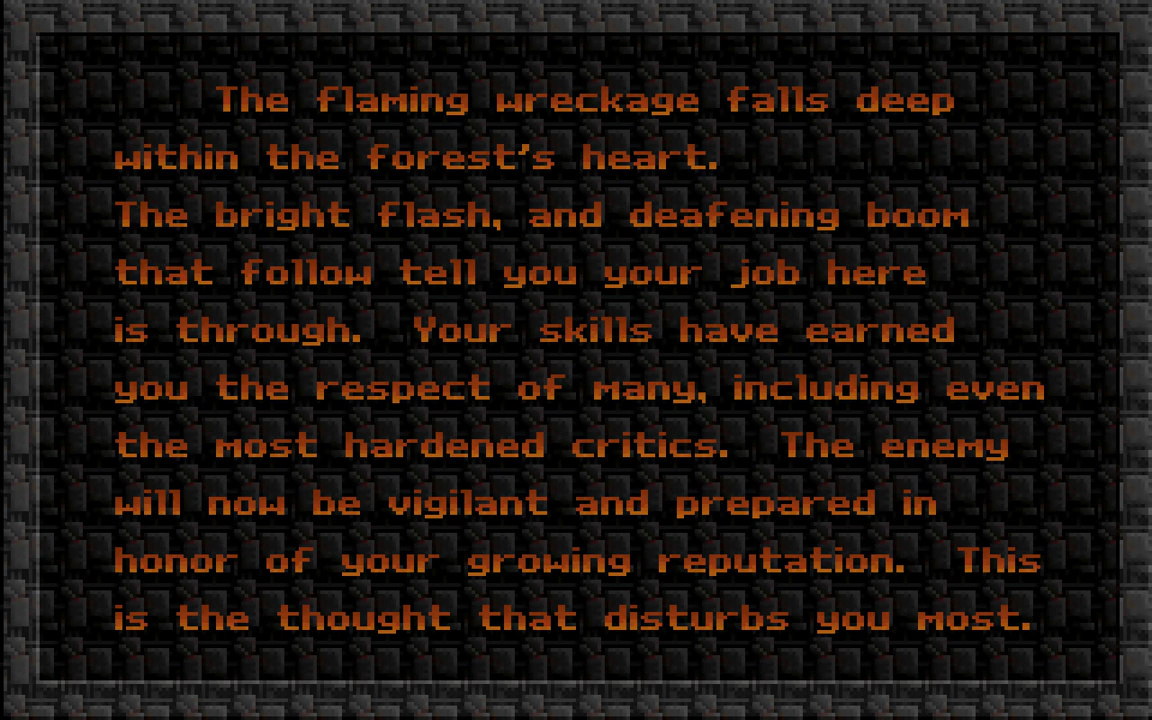 The flaming wreckage falls deep
within the forest's heart.
The bright flash, and deafening boom
that follow tell you your job here
is through.  Your skills have earned
you the respect of many, including even
the most hardened critics.  The enemy
will now be vigilant and prepared in
honor of your growing reputation.  This
is the thought that disturbs you most.